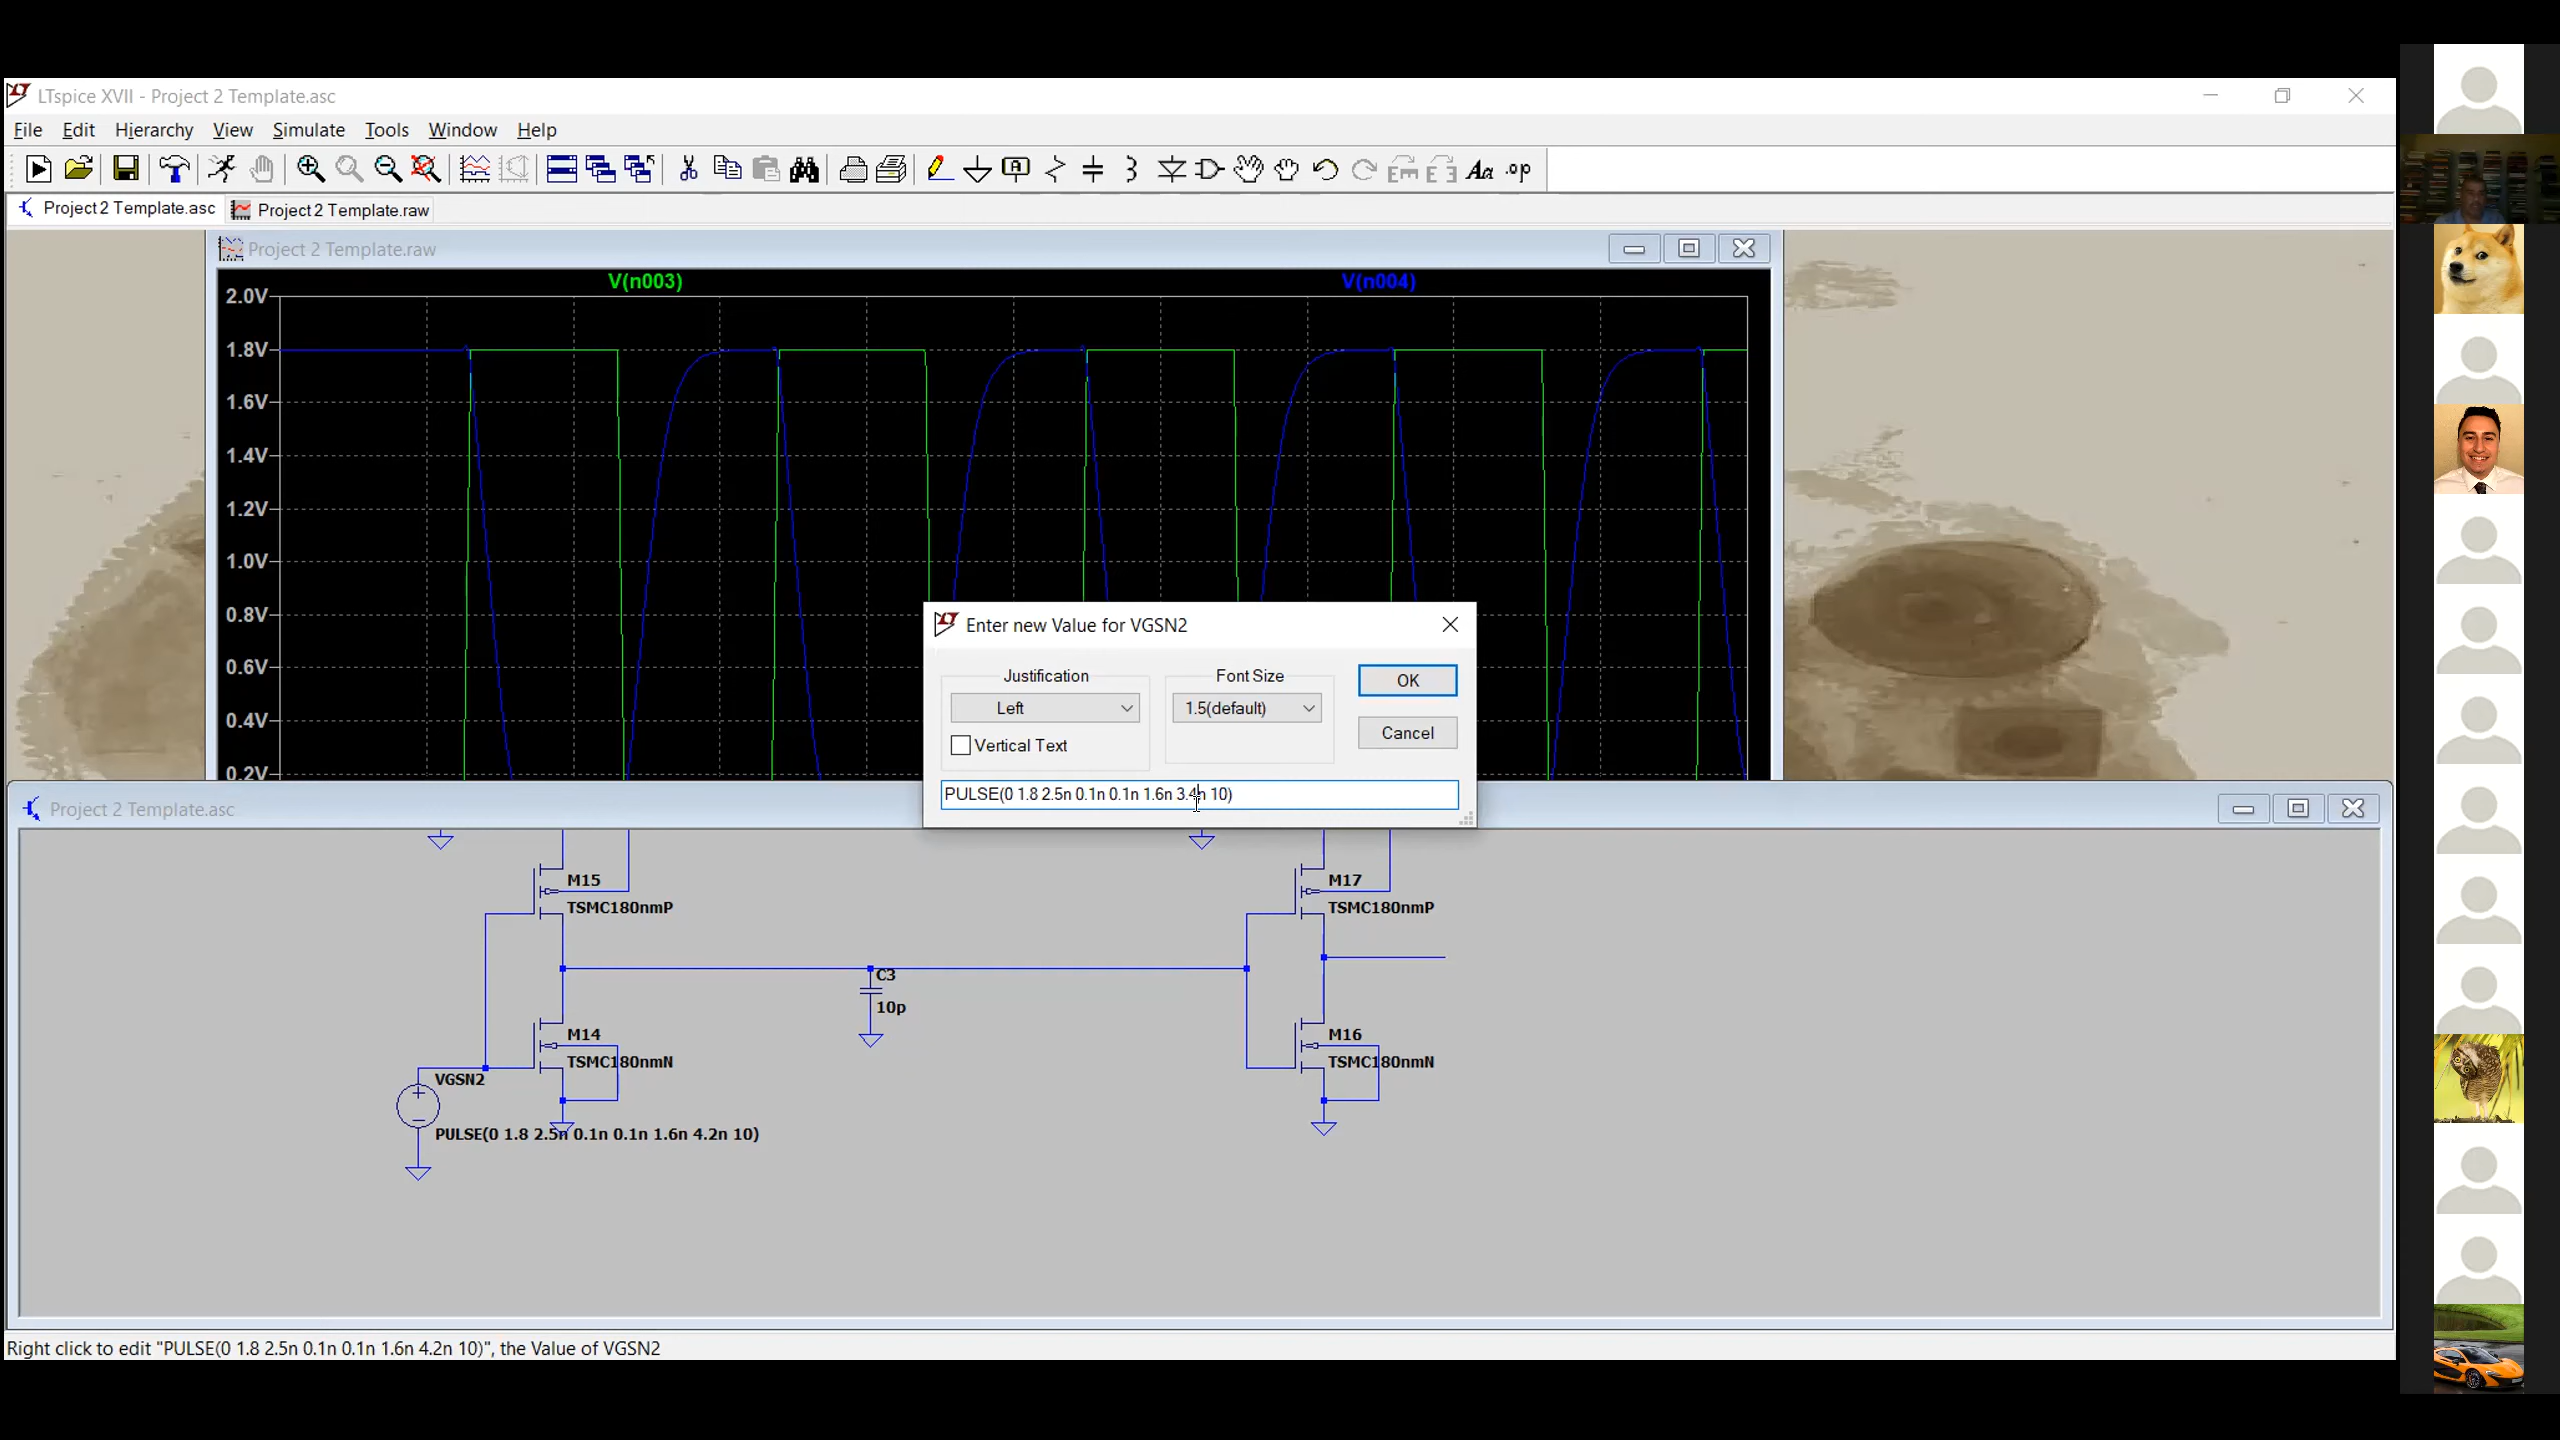 LTspice XVII - Project 2 Template.asc
File Edit Hierarchy View Simulate Tools Window Help
A Aa .op
Project 2 Template.asc Project 2 Template.raw
Project 2 Template.raw
V(n003) V(n004)
2.0V
1.8V
1.6V
1.4V
1.2V
1.0V
0.8V
0.6V
0.4V
0.2V
Enter new Value for VGSN2
Justification Font Size OK
Left 1.5(default)
Cancel
Vertical Text
PULSE(0 1.8 2.5n 0.1n 0.1n 1.6n 3.4n 10)
Project 2 Template.asc
M15 M17
TSMC180nmP TSMC180nmP
C3
10p
M14 M16
TSMC180nmN TSMC180nmN
VGSN2
PULSE(0 1.8 2.5n 0.1n 0.1n 1.6n 4.2n 10)
Right click to edit "PULSE(0 1.8 2.5n 0.1n 0.1n 1.6n 4.2n 10)", the Value of VGSN2